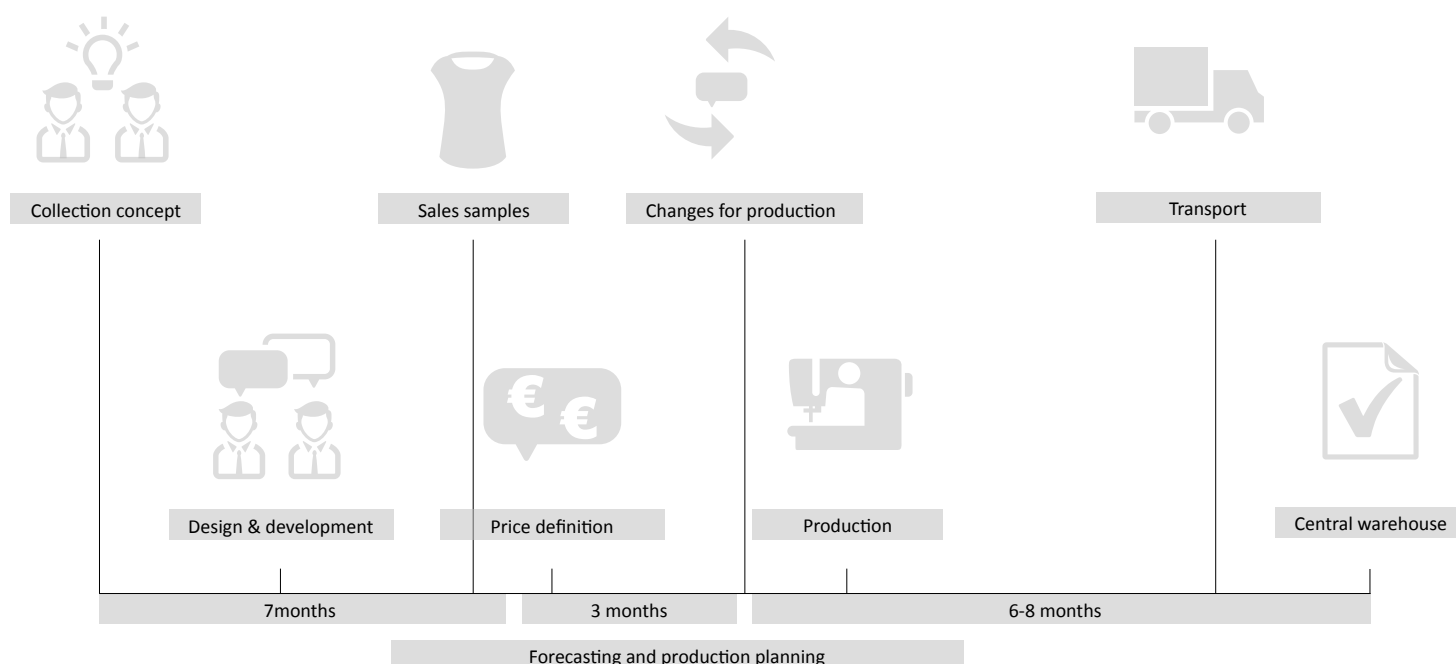 Collection concept
Sales samples
Changes for production
Transport
€ €
Design & development
Price definition
Production
Central warehouse
7months
3 months
6-8 months
Forecasting and production planning